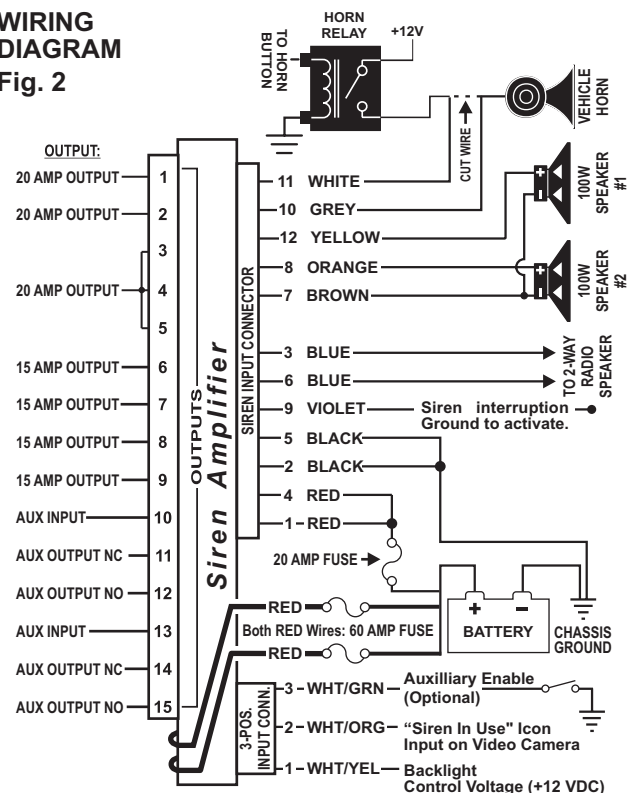 WIRING
DIAGRAM
Fig. 2
HORN
RELAY
+12V
TO HORN
BUTTON
CUT WIRE
VEHICLE
HORN
OUTPUT:
20 AMP OUTPUT
20 AMP OUTPUT
20 AMP OUTPUT
15 AMP OUTPUT
15 AMP OUTPUT
15 AMP OUTPUT
15 AMP OUTPUT
AUX INPUT
AUX OUTPUT NC
AUX OUTPUT NO
AUX INPUT
AUX OUTPUT NC
AUX OUTPUT NO
1
2
3
4
5
6
7
8
9
10
11
12
13
14
15
OUTPUTS
Siren Amplifier
SIREN INPUT CONNECTOR
11 WHITE
10 GREY
12 YELLOW
8 ORANGE
7 BROWN
3 BLUE
6 BLUE
9 VIOLET
5 BLACK
2 BLACK
4 RED
1 RED
+
-
100W
SPEAKER
#1
+
-
100W
SPEAKER
#2
TO 2-WAY
RADIO
SPEAKER
Siren interruption
Ground to activate.
20 AMP FUSE
RED
Both RED Wires: 60 AMP FUSE
RED
+ -
BATTERY
CHASSIS
GROUND
3-POS.
INPUT CONN.
3 WHT/GRN
Auxilliary Enable
(Optional)
2 WHT/ORG
“Siren In Use" Icon
Input on Video Camera
1 WHT/YEL
Backlight
Control Voltage (+12 VDC)